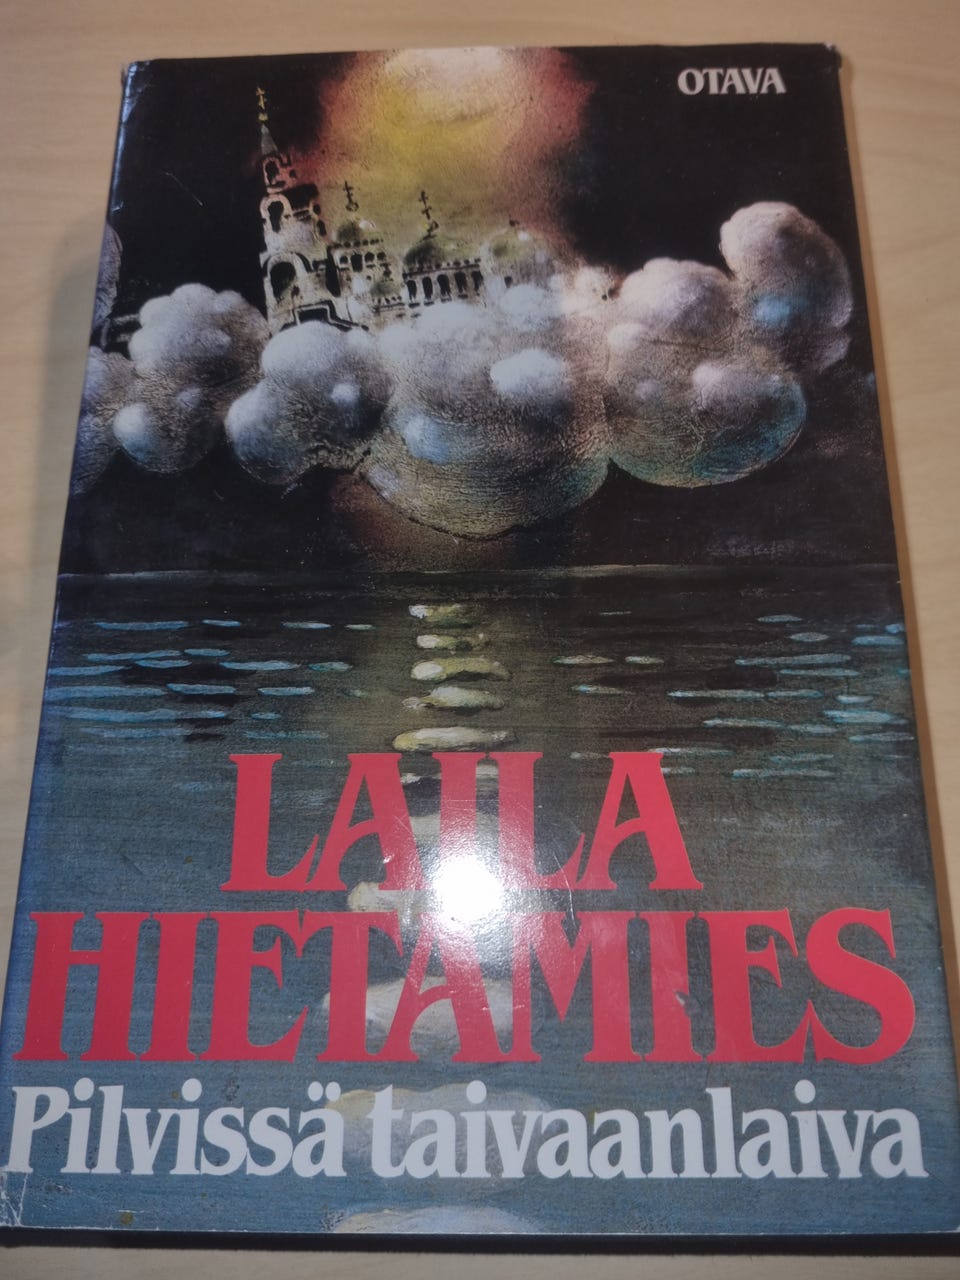 OTAVA
LAILA
HIETAMIES
Pilvissä taivaanlaiva